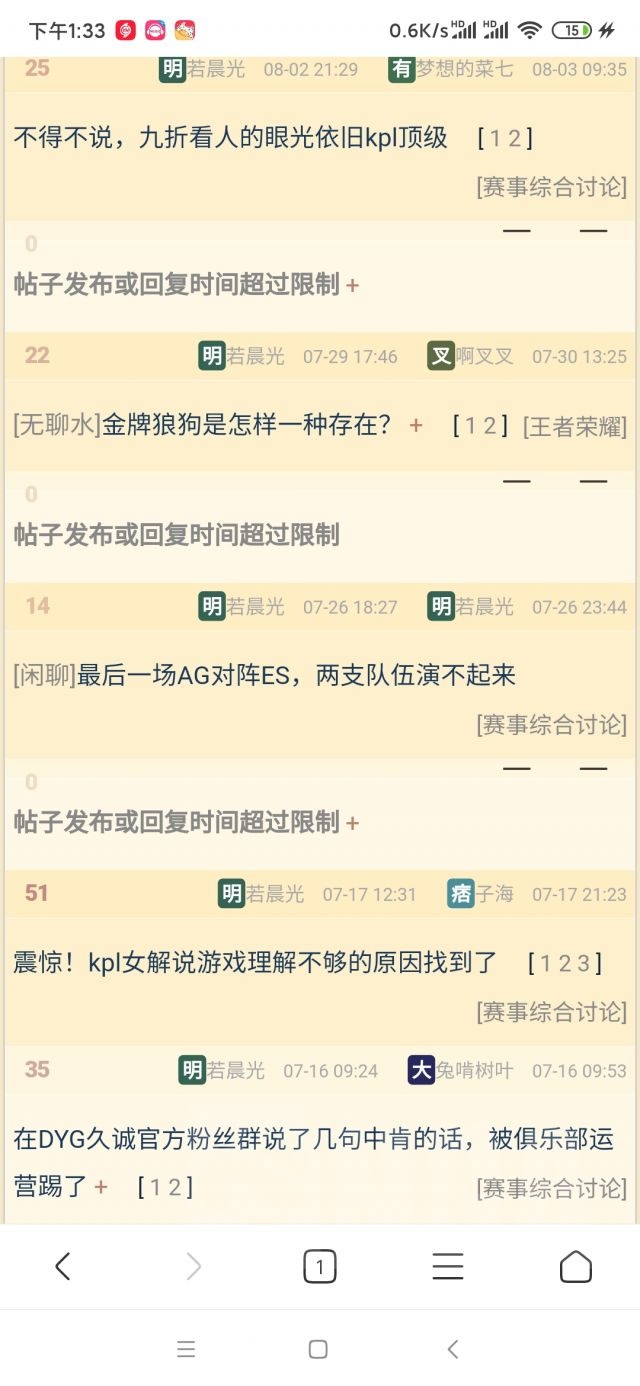 下午1:33 0.6K/s HD HD 15
25 明若晨光 08-02 21:29 有梦想的菜七 08-03 09:35
不得不说，九折看人的眼光依旧kpl顶级 [1 2]
[赛事综合讨论]
0 — —
帖子发布或回复时间超过限制 +
22 明若晨光 07-29 17:46 叉啊叉叉 07-30 13:25
[无聊水]金牌狼狗是怎样一种存在？ + [1 2] [王者荣耀]
0 — —
帖子发布或回复时间超过限制
14 明若晨光 07-26 18:27 明若晨光 07-26 23:44
[闲聊]最后一场AG对阵ES，两支队伍演不起来
[赛事综合讨论]
0 — —
帖子发布或回复时间超过限制 +
51 明若晨光 07-17 12:31 痞子海 07-17 21:23
震惊！kpl女解说游戏理解不够的原因找到了 [1 2 3]
[赛事综合讨论]
35 明若晨光 07-16 09:24 大兔啃树叶 07-16 09:53
在DYG久诚官方粉丝群说了几句中肯的话，被俱乐部运
营踢了 + [1 2] [赛事综合讨论]
1